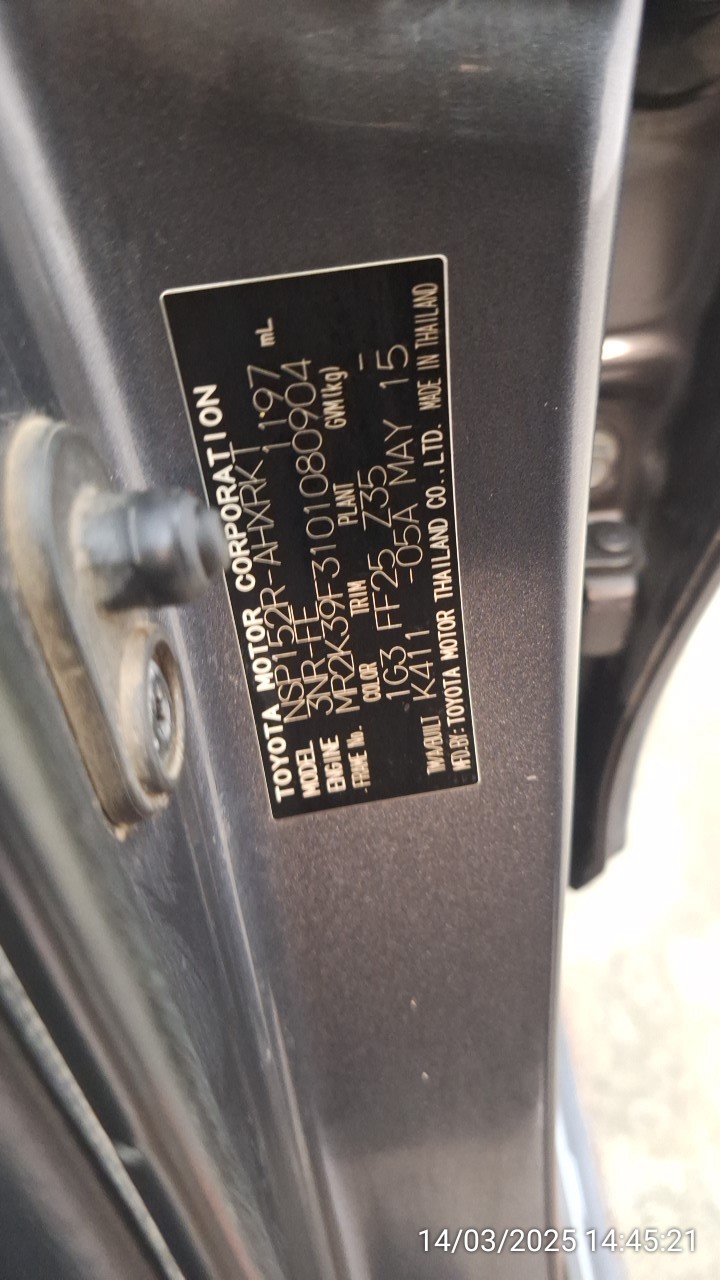 TOYOTA MOTOR CORPORATION
MODEL NSP152R-AHXRKT 1197 mL
ENGINE 3NR-FE
FRAME No. MR2K39F3101080904
COLOR TRIM PLANT GVM(kg)
1G3 FF25 Z35 -
K411 -05A MAY 15
MFD.BY:TOYOTA MOTOR THAILAND CO.,LTD. MADE IN THAILAND
14/03/2025 14:45:21